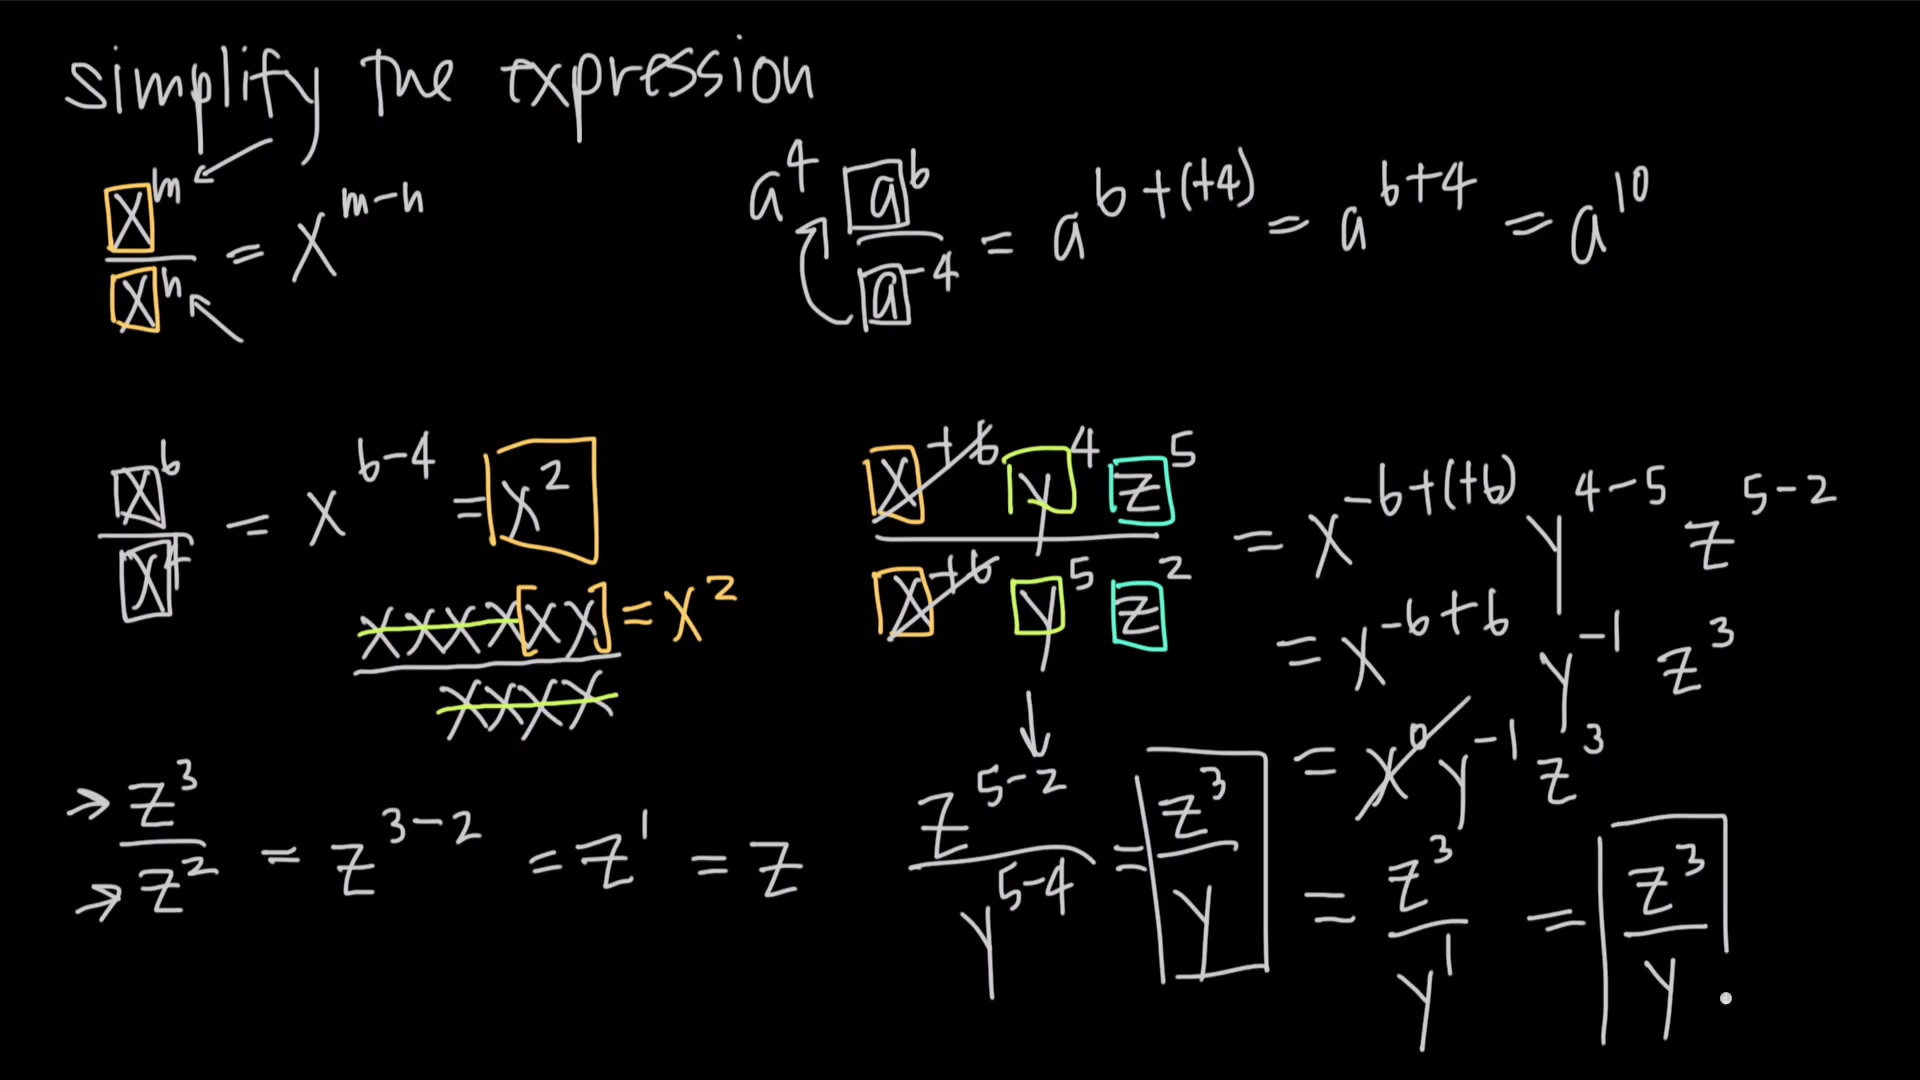 simplify the expression
x^m / x^n = x^(m-n)
a^4 a^6 / a^-4 = a^(6+(+4)) = a^(6+4) = a^10
x^6 / x^4 = x^(6-4) = x^2
xxxx[xx] / xxxx = x^2
z^3 / z^2 = z^(3-2) = z^1 = z
x^+6 y^4 z^5 / x^+6 y^5 z^2 = x^(-6+(+6)) y^(4-5) z^(5-2)
= x^(-6+6) y^-1 z^3
= x^0 y^-1 z^3
z^(5-2) / y^(5-4) = z^3 / y
= z^3 / y^1 = z^3 / y